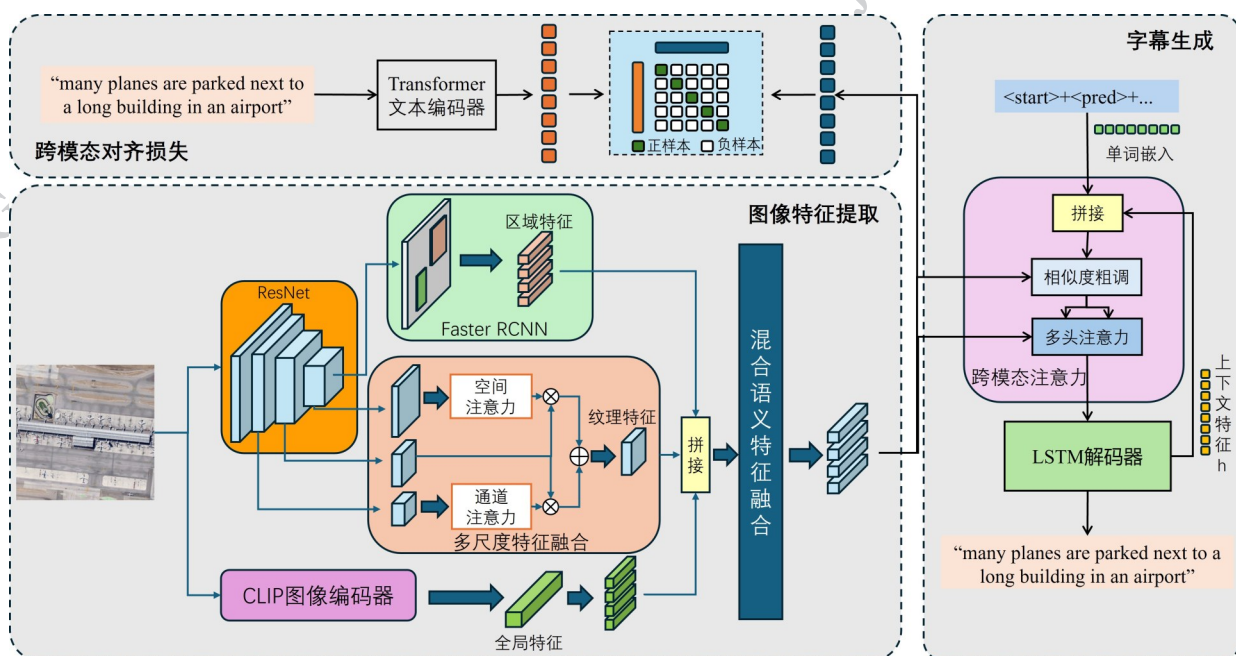 “many planes are parked next to
a long building in an airport”
Transformer
文本编码器
正样本
负样本
跨模态对齐损失
图像特征提取
ResNet
区域特征
Faster RCNN
空间
注意力
纹理特征
通道
注意力
多尺度特征融合
CLIP图像编码器
全局特征
拼接
混合语义特征融合
字幕生成
<start>+<pred>+...
单词嵌入
拼接
相似度粗调
多头注意力
跨模态注意力
上下文特征h
LSTM解码器
“many planes are parked next to a
long building in an airport”